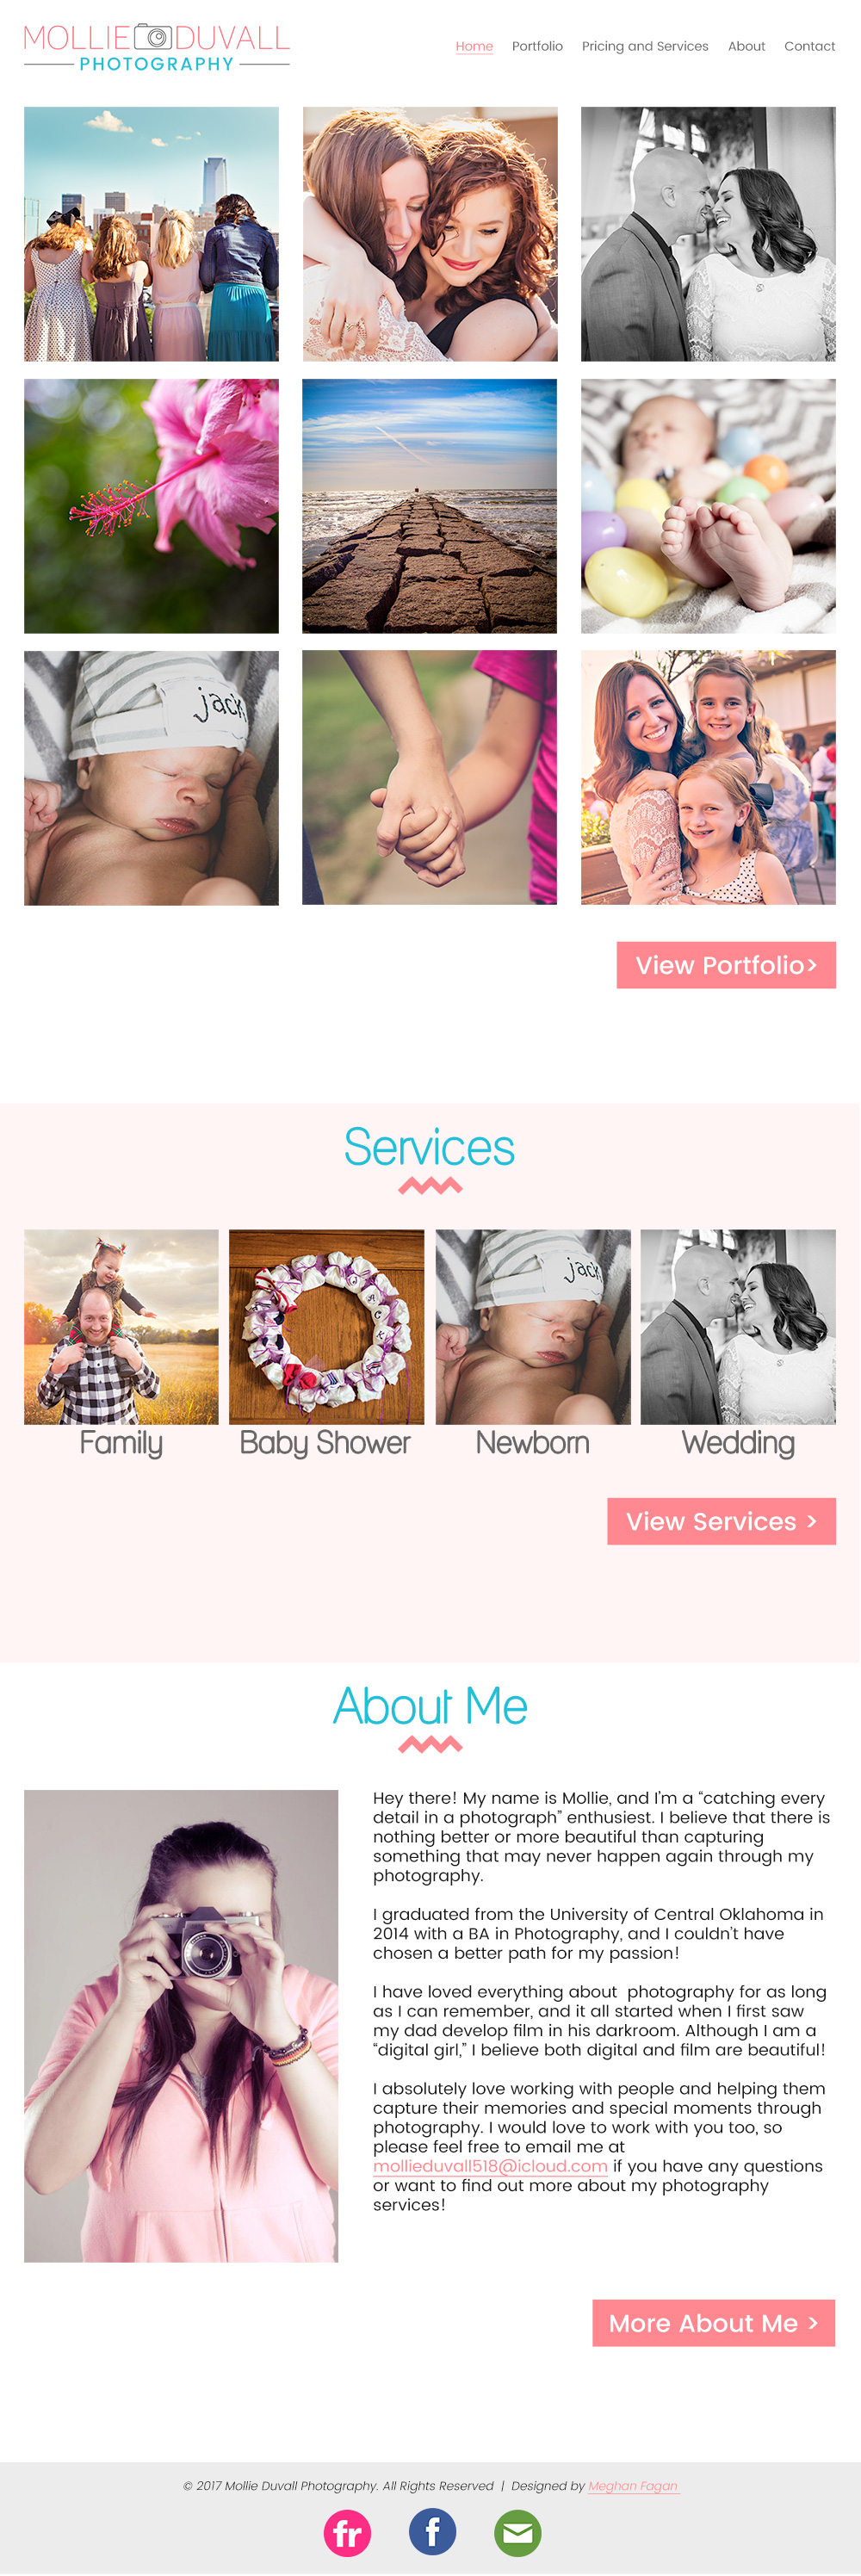 MOLLIE DUVALL
PHOTOGRAPHY
Home Portfolio Pricing and Services About Contact
jack
View Portfolio>
Services
JACK
jack
Family Baby Shower Newborn Wedding
View Services >
About Me
Hey there! My name is Mollie, and I'm a “catching every
detail in a photograph” enthusiest. I believe that there is
nothing better or more beautiful than capturing
something that may never happen again through my
photography.
I graduated from the University of Central Oklahoma in
2014 with a BA in Photography, and I couldn't have
chosen a better path for my passion!
I have loved everything about  photography for as long
as I can remember, and it all started when I first saw
my dad develop film in his darkroom. Although I am a
“digital girl,” I believe both digital and film are beautiful!
I absolutely love working with people and helping them
capture their memories and special moments through
photography. I would love to work with you too, so
please feel free to email me at
mollieduvall518@icloud.com if you have any questions
or want to find out more about my photography
services!
More About Me >
© 2017 Mollie Duvall Photography. All Rights Reserved | Designed by Meghan Fagan
fr f